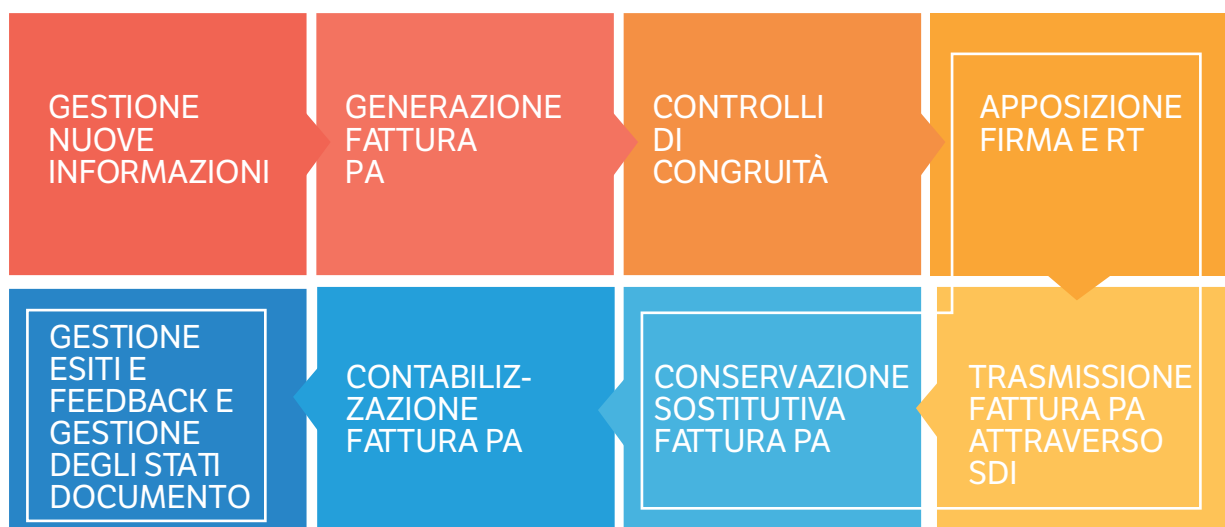 GESTIONE
NUOVE
INFORMAZIONI
GENERAZIONE
FATTURA
PA
CONTROLLI
DI
CONGRUITÀ
APPOSIZIONE
FIRMA E RT
TRASMISSIONE
FATTURA PA
ATTRAVERSO
SDI
CONSERVAZIONE
SOSTITUTIVA
FATTURA PA
CONTABILIZ-
ZAZIONE
FATTURA PA
GESTIONE
ESITI E
FEEDBACK E
GESTIONE
DEGLI STATI
DOCUMENTO